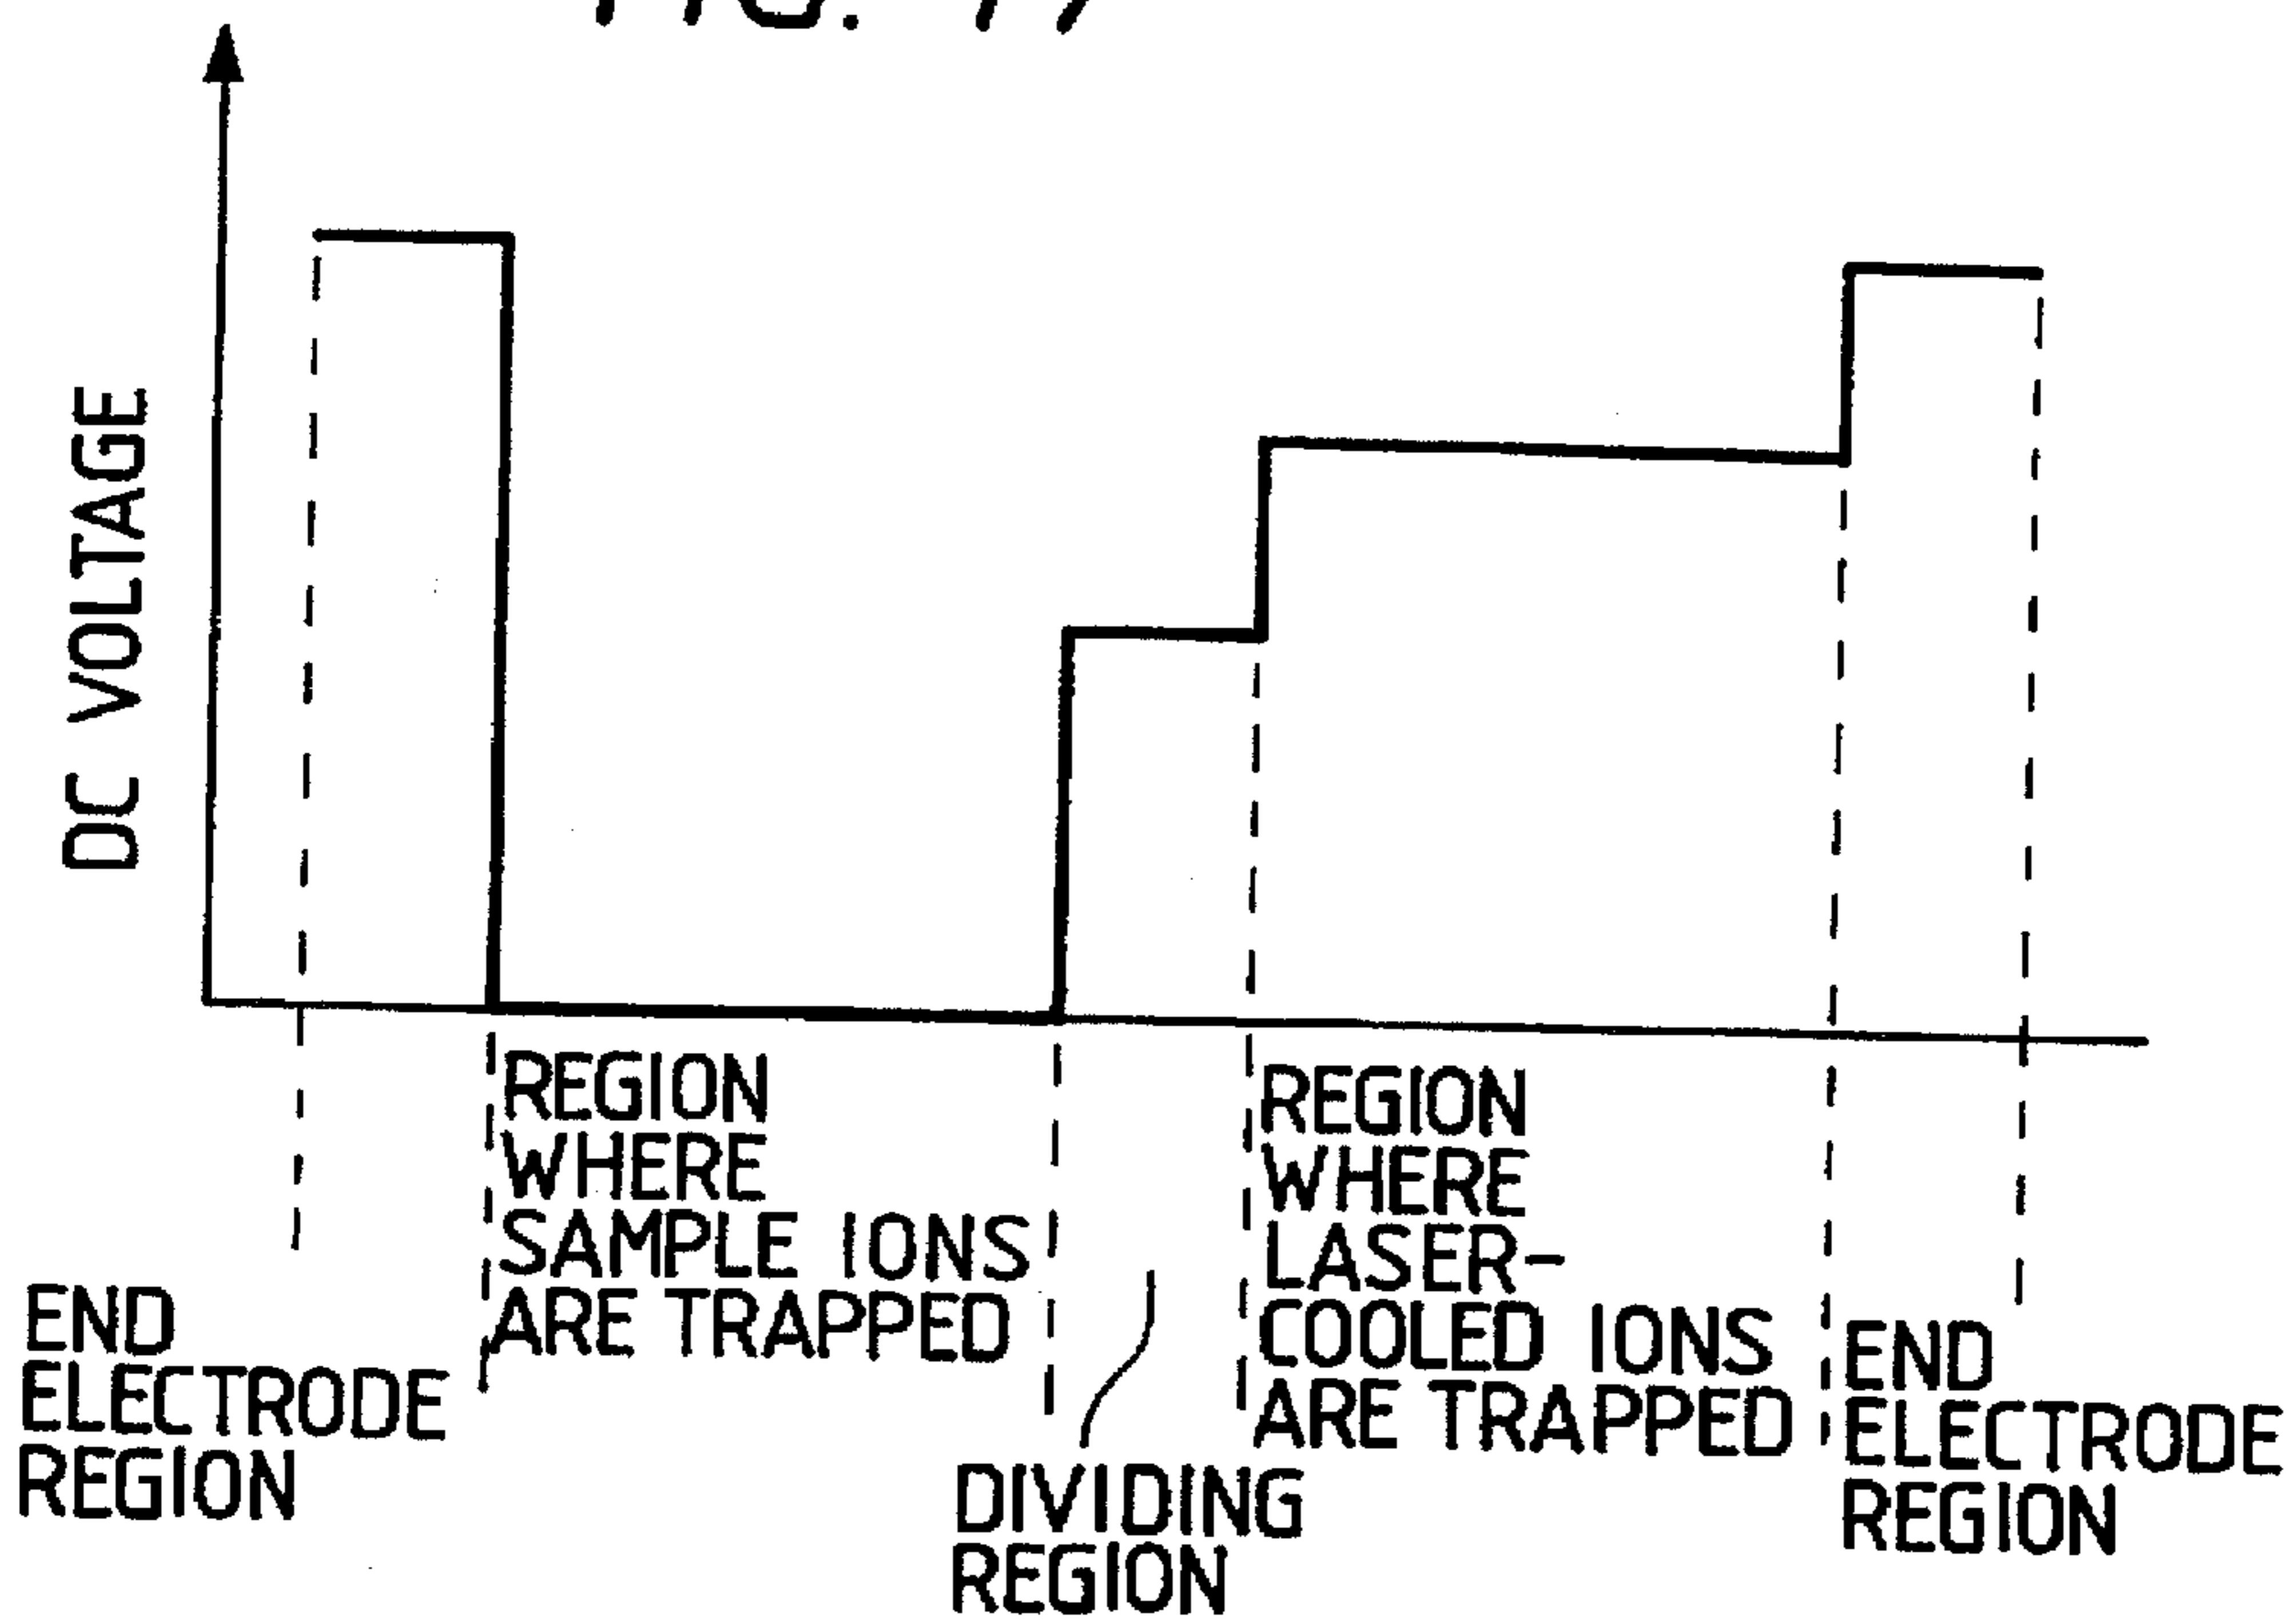 DC VOLTAGE
END
ELECTRODE
REGION
REGION
WHERE
SAMPLE IONS
ARE TRAPPED
DIVIDING
REGION
REGION
WHERE
LASER-
COOLED IONS
ARE TRAPPED
END
ELECTRODE
REGION